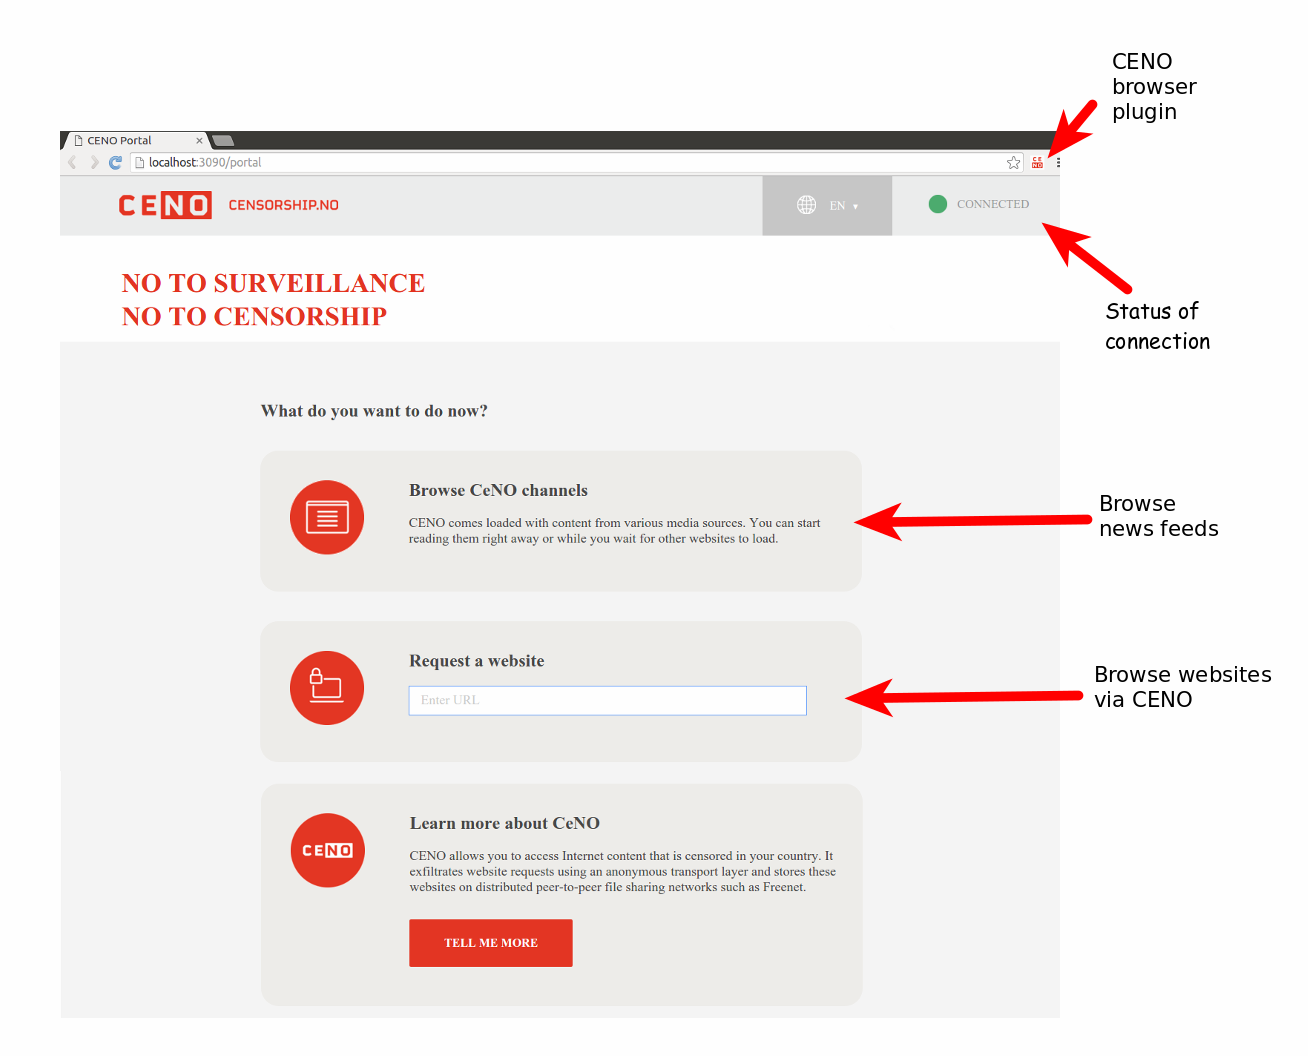 CENO
browser
plugin
CENO Portal
localhost:3090/portal
CE
NO
CENO CENSORSHIP.NO
EN
CONNECTED
Status of
connection
NO TO SURVEILLANCE
NO TO CENSORSHIP
What do you want to do now?
Browse CeNO channels
CENO comes loaded with content from various media sources. You can start
reading them right away or while you wait for other websites to load.
Browse
news feeds
Request a website
Enter URL
Browse websites
via CENO
CENO
Learn more about CeNO
CENO allows you to access Internet content that is censored in your country. It
exfiltrates website requests using an anonymous transport layer and stores these
websites on distributed peer-to-peer file sharing networks such as Freenet.
TELL ME MORE